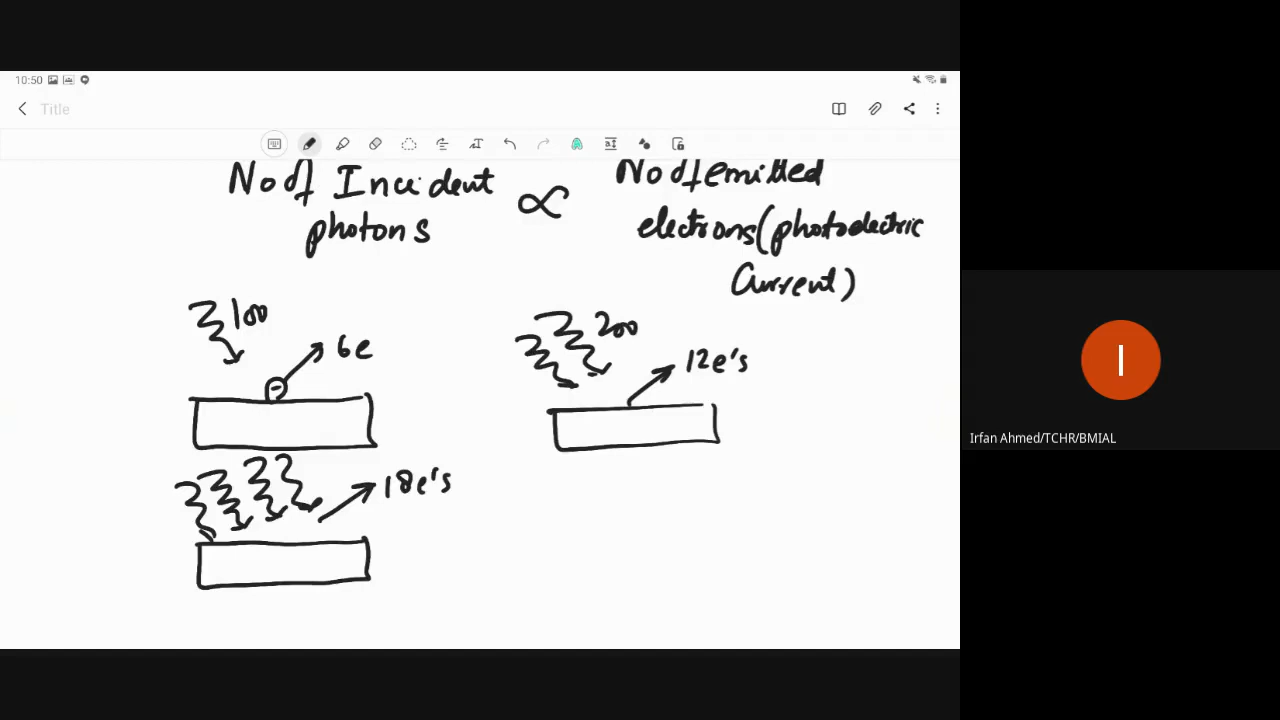 10:50
Title
No of Incident
photons
∝
No of emitted
electrons (photoelectric
Current)
100
6e
200
12e's
18e's
Irfan Ahmed/TCHR/BMIAL
I